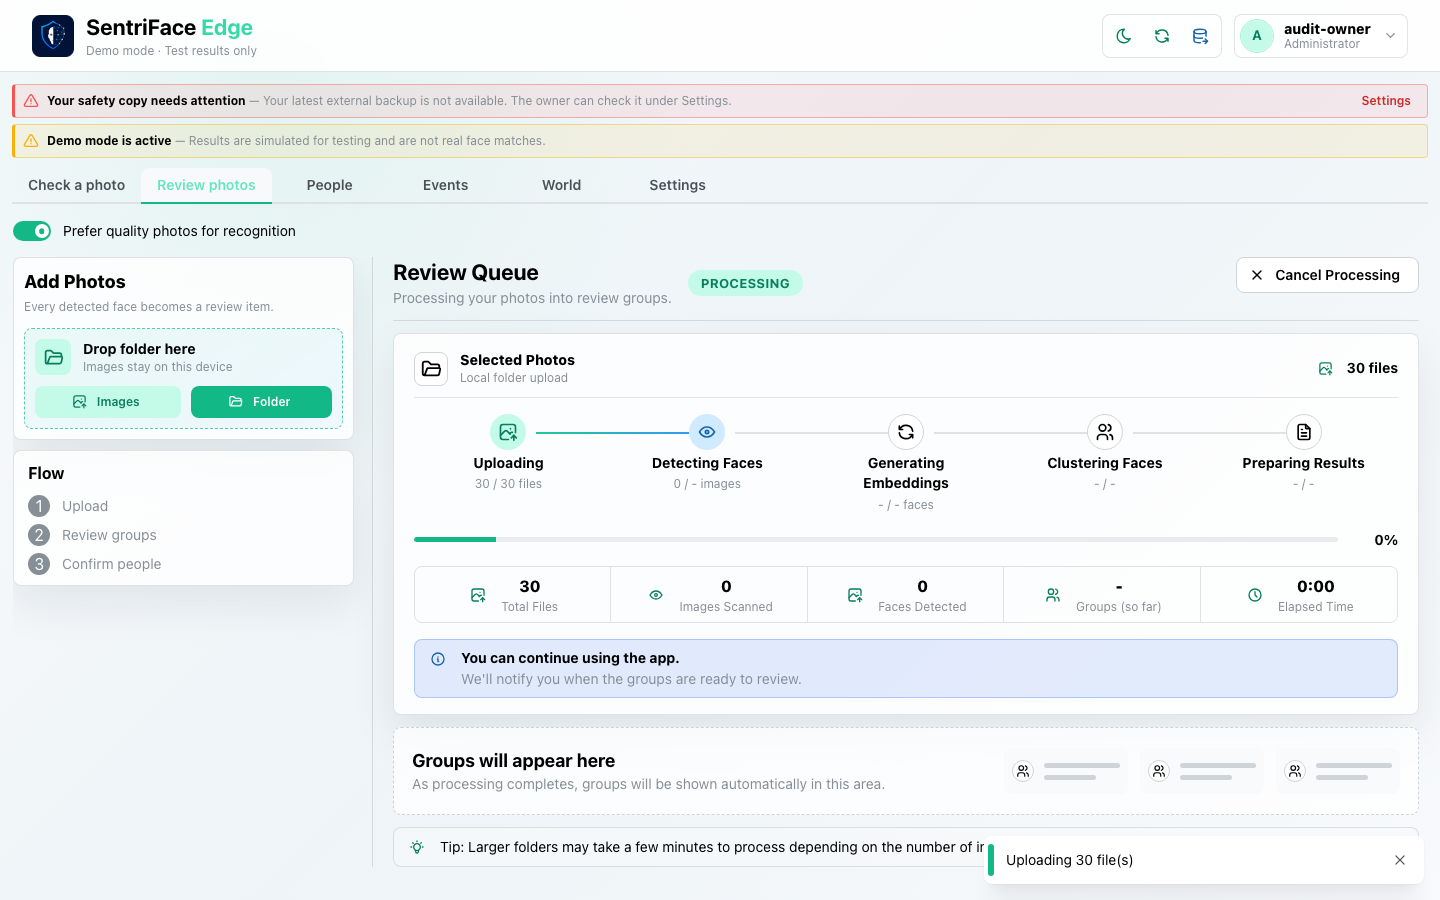 SentriFace Edge
Demo mode · Test results only
A
audit-owner
Administrator
Your safety copy needs attention — Your latest external backup is not available. The owner can check it under Settings.
Settings
Demo mode is active — Results are simulated for testing and are not real face matches.
Check a photo
Review photos
People
Events
World
Settings
Prefer quality photos for recognition
Add Photos
Every detected face becomes a review item.
Drop folder here
Images stay on this device
Images
Folder
Flow
1 Upload
2 Review groups
3 Confirm people
Review Queue
Processing your photos into review groups.
PROCESSING
Cancel Processing
Selected Photos
Local folder upload
30 files
Uploading
30 / 30 files
Detecting Faces
0 / - images
Generating
Embeddings
- / - faces
Clustering Faces
- / -
Preparing Results
- / -
0%
30
Total Files
0
Images Scanned
0
Faces Detected
-
Groups (so far)
0:00
Elapsed Time
You can continue using the app.
We'll notify you when the groups are ready to review.
Groups will appear here
As processing completes, groups will be shown automatically in this area.
Tip: Larger folders may take a few minutes to process depending on the number of
Uploading 30 file(s)